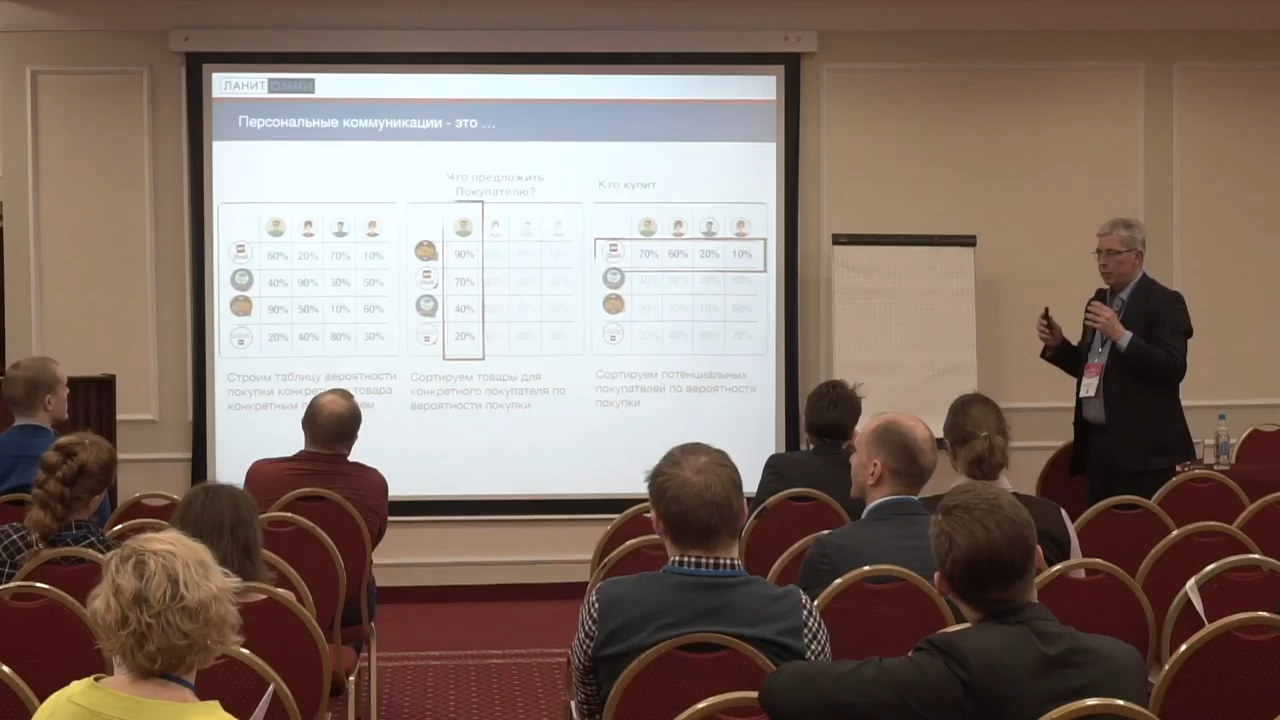 ЛАНИТ ОМНИ
Персональные коммуникации - это ...
Что предложить
Покупателю?
Кто купит
60% 20% 70% 10%
40% 90% 30% 50%
90% 50% 10% 60%
20% 40% 80% 30%
90%
70%
40%
20%
70% 60% 20% 10%
Строим таблицу вероятности
покупки товара
конкретным
Сортируем товары для
конкретного покупателя по
вероятности покупки
Сортируем потенциальных
покупателей по вероятности
покупки